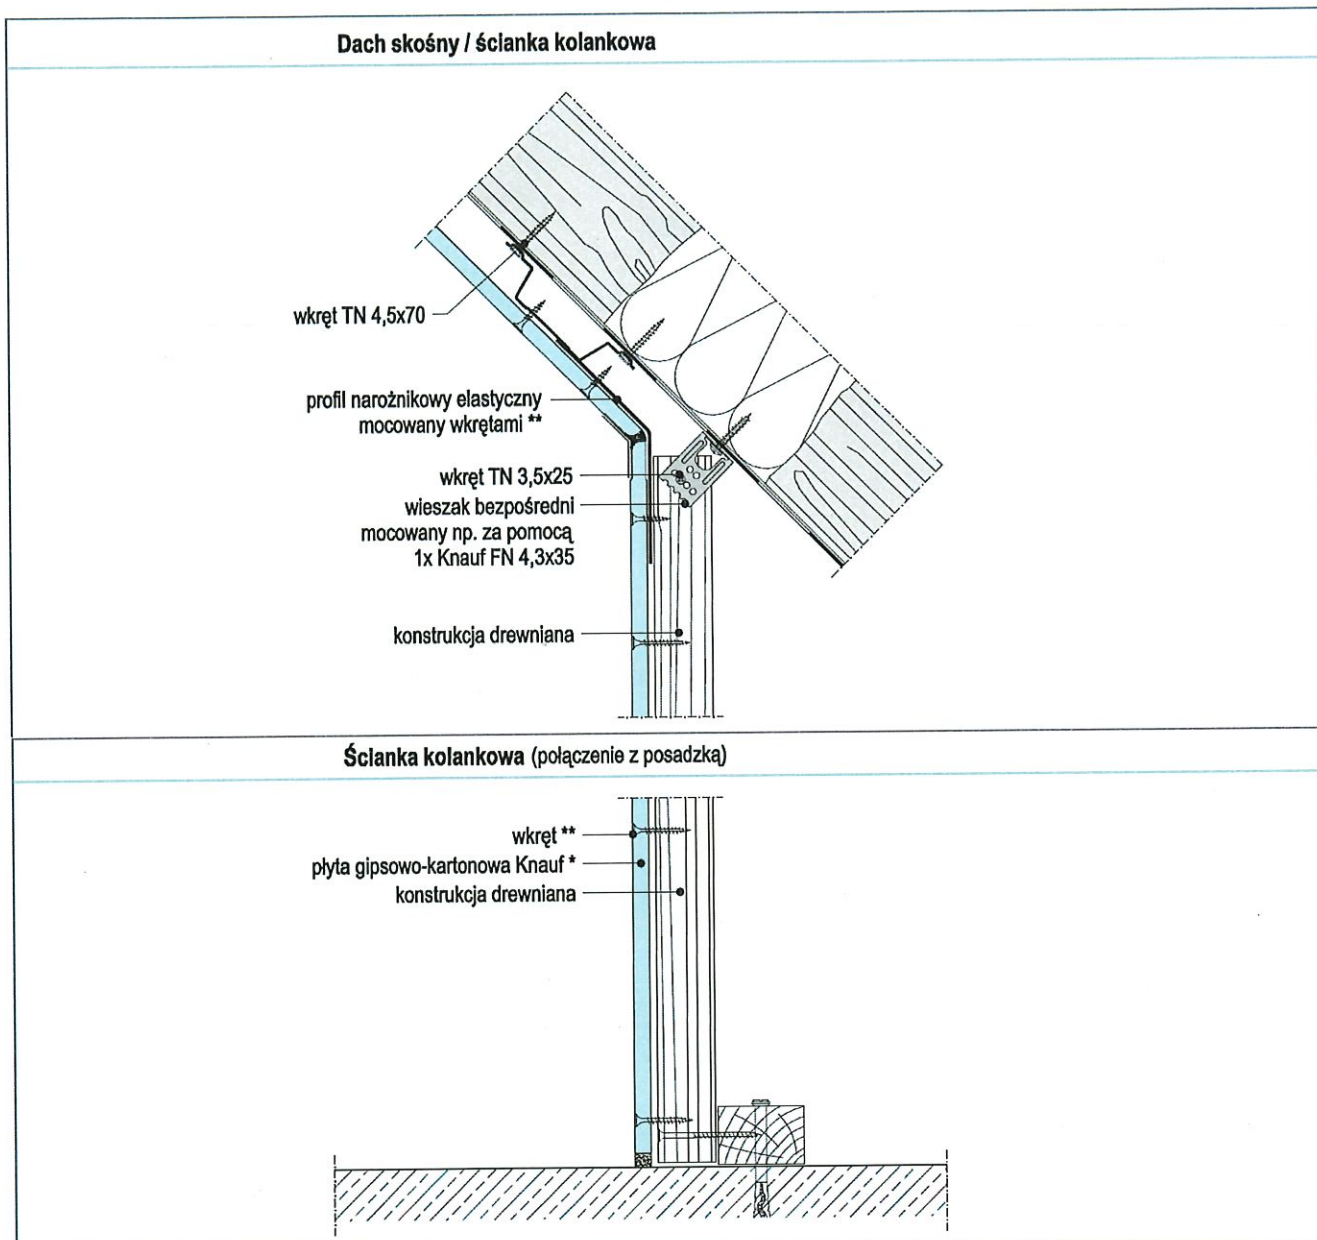 Dach skośny / ścianka kolankowa
wkręt TN 4,5x70
profil narożnikowy elastyczny
mocowany wkrętami **
wkręt TN 3,5x25
wieszak bezpośredni
mocowany np. za pomocą
1x Knauf FN 4,3x35
konstrukcja drewniana
Ścianka kolankowa (połączenie z posadzką)
wkręt **
płyta gipsowo-kartonowa Knauf *
konstrukcja drewniana